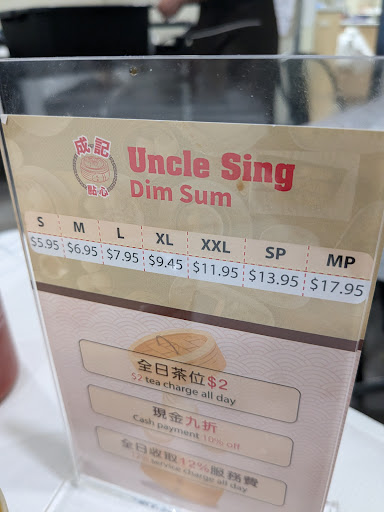 成記
點心
Uncle Sing
Dim Sum
S M L XL XXL SP MP
$5.95 $6.95 $7.95 $9.45 $11.95 $13.95 $17.95
全日茶位$2
$2 tea charge all day
現金九折
Cash payment 10% off
全日收取12%服務費
12% service charge all day